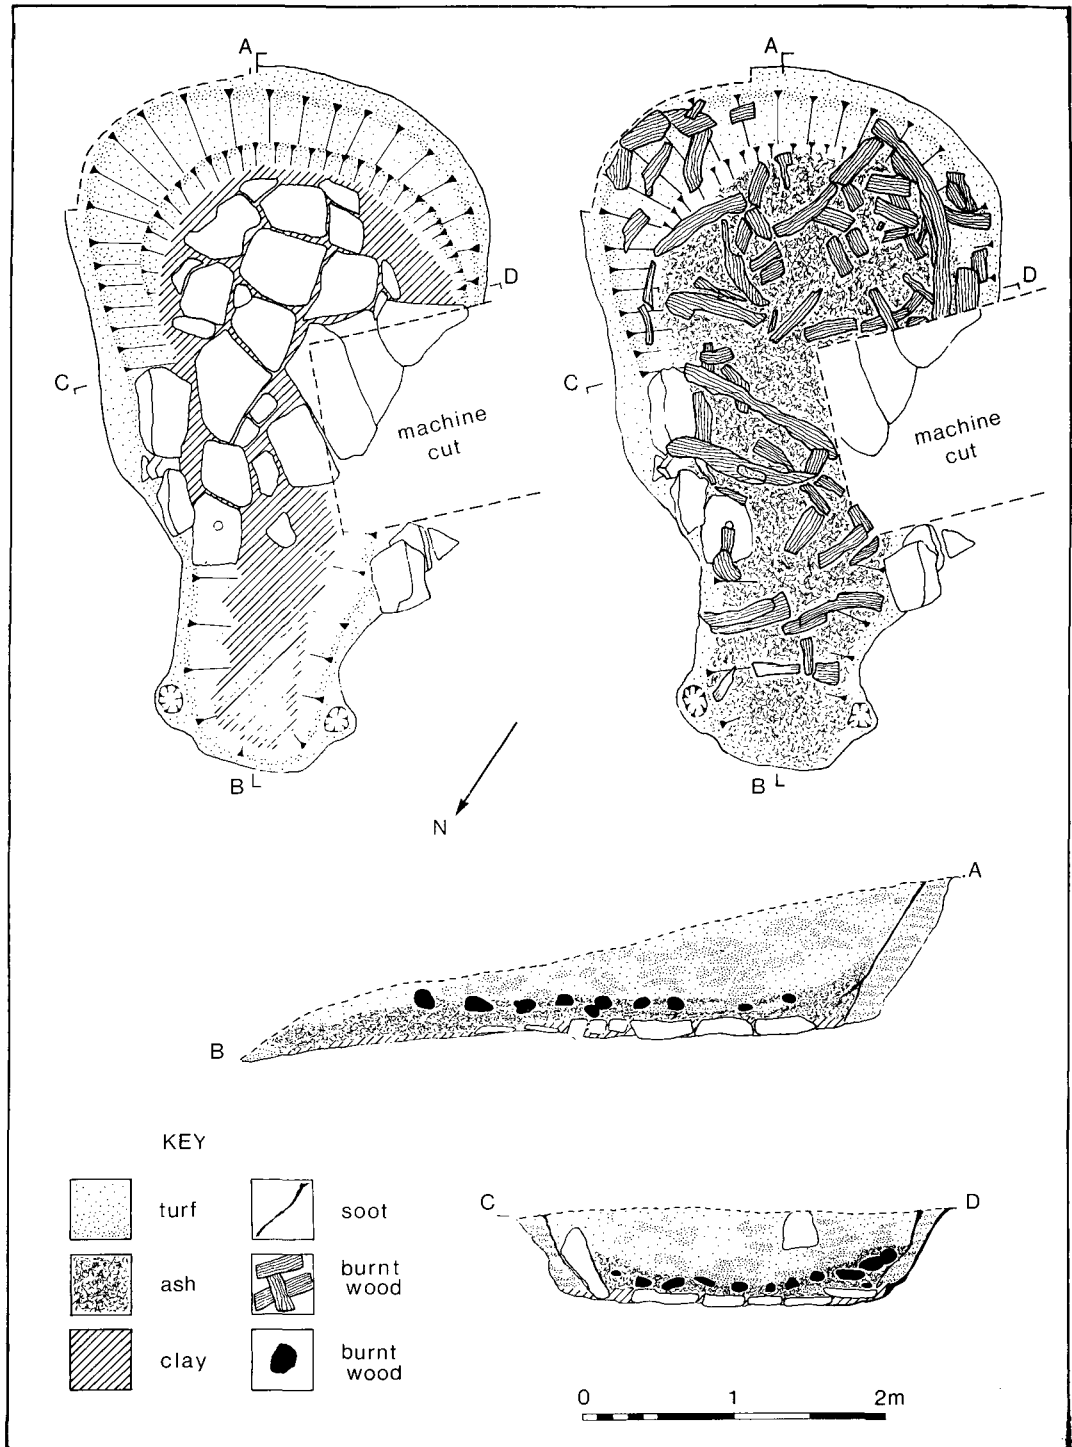 A
A
D
D
C
C
machine
cut
machine
cut
B
B
N
A
B
KEY
turf
soot
ash
burnt
wood
clay
burnt
wood
C
D
0 1 2m